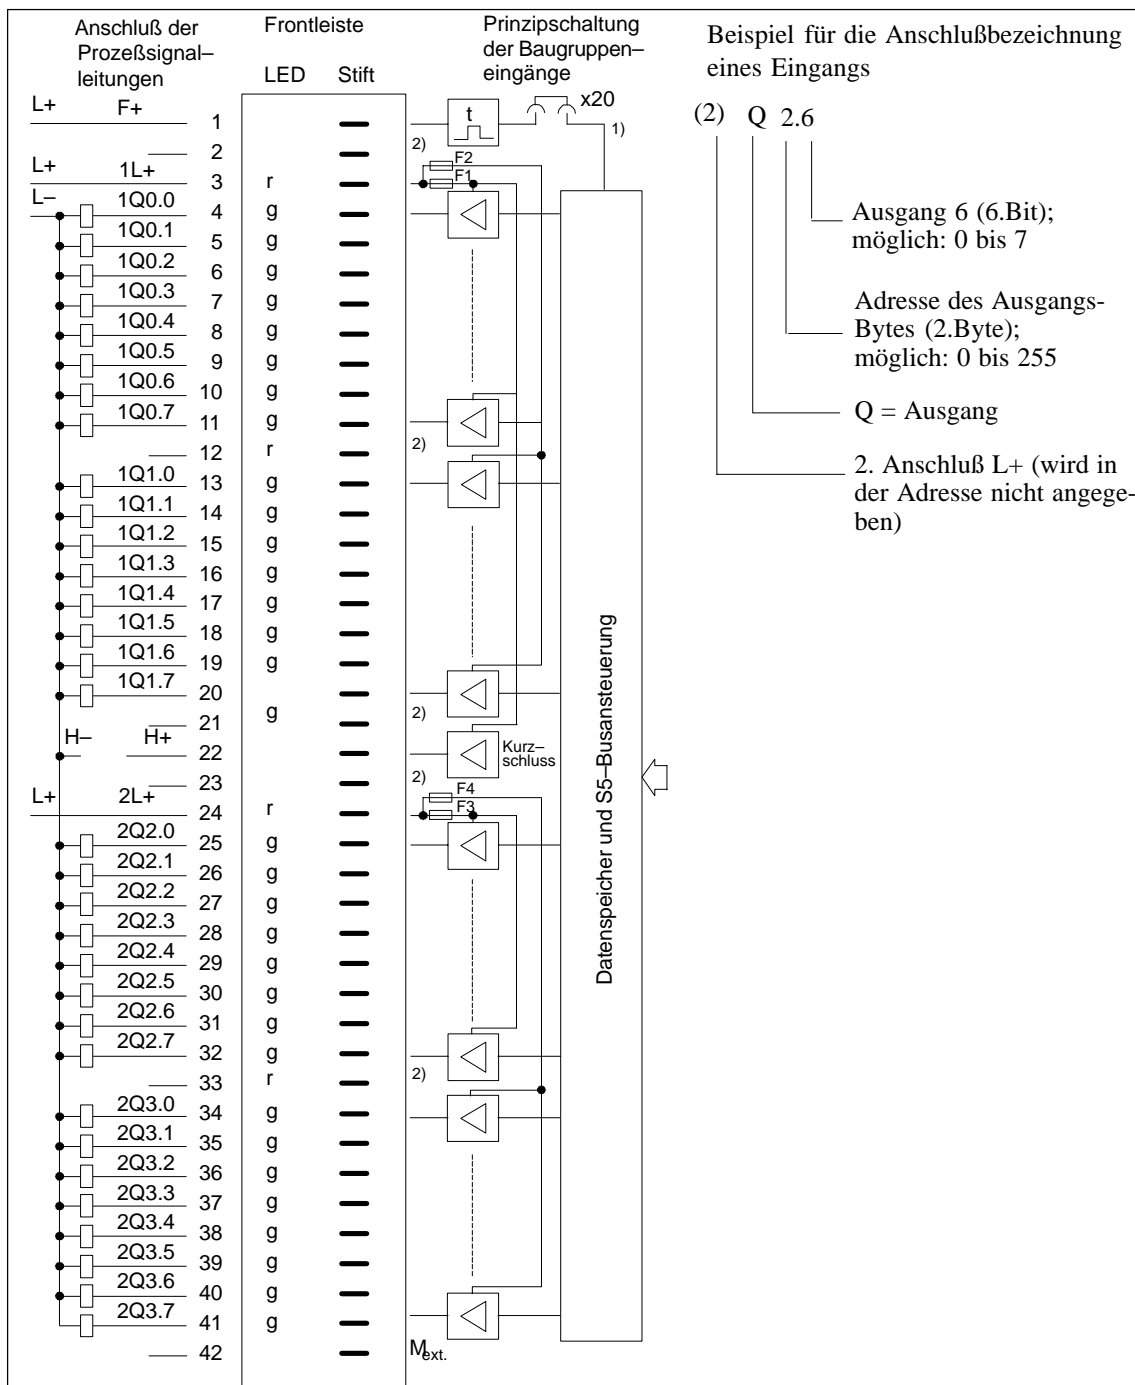 Anschluß der
Prozeßsignal–
leitungen
Frontleiste
LED Stift
Prinzipschaltung
der Baugruppen–
eingänge
Beispiel für die Anschlußbezeichnung
eines Eingangs
(2) Q 2.6
Ausgang 6 (6.Bit);
möglich: 0 bis 7
Adresse des Ausgangs-
Bytes (2.Byte);
möglich: 0 bis 255
Q = Ausgang
2. Anschluß L+ (wird in
der Adresse nicht angege-
ben)
L+ F+ 1 t x20
2) 1)
2
F2
L+ 1L+ 3 r F1
L–
1Q0.0 4 g
1Q0.1 5 g
1Q0.2 6 g
1Q0.3 7 g
1Q0.4 8 g
1Q0.5 9 g
1Q0.6 10 g
1Q0.7 11 g
2)
12 r
1Q1.0 13 g
1Q1.1 14 g
1Q1.2 15 g
1Q1.3 16 g
1Q1.4 17 g
1Q1.5 18 g
1Q1.6 19 g
1Q1.7 20
2)
21 g
H– H+ 22 Kurz–
schluss
2)
23
F4
L+ 2L+ 24 r F3
2Q2.0 25 g
2Q2.1 26 g
2Q2.2 27 g
2Q2.3 28 g
2Q2.4 29 g
2Q2.5 30 g
2Q2.6 31 g
2Q2.7 32 g
2)
33 r
2Q3.0 34 g
2Q3.1 35 g
2Q3.2 36 g
2Q3.3 37 g
2Q3.4 38 g
2Q3.5 39 g
2Q3.6 40 g
2Q3.7 41 g
42 Mext.
Datenspeicher und S5–Busansteuerung